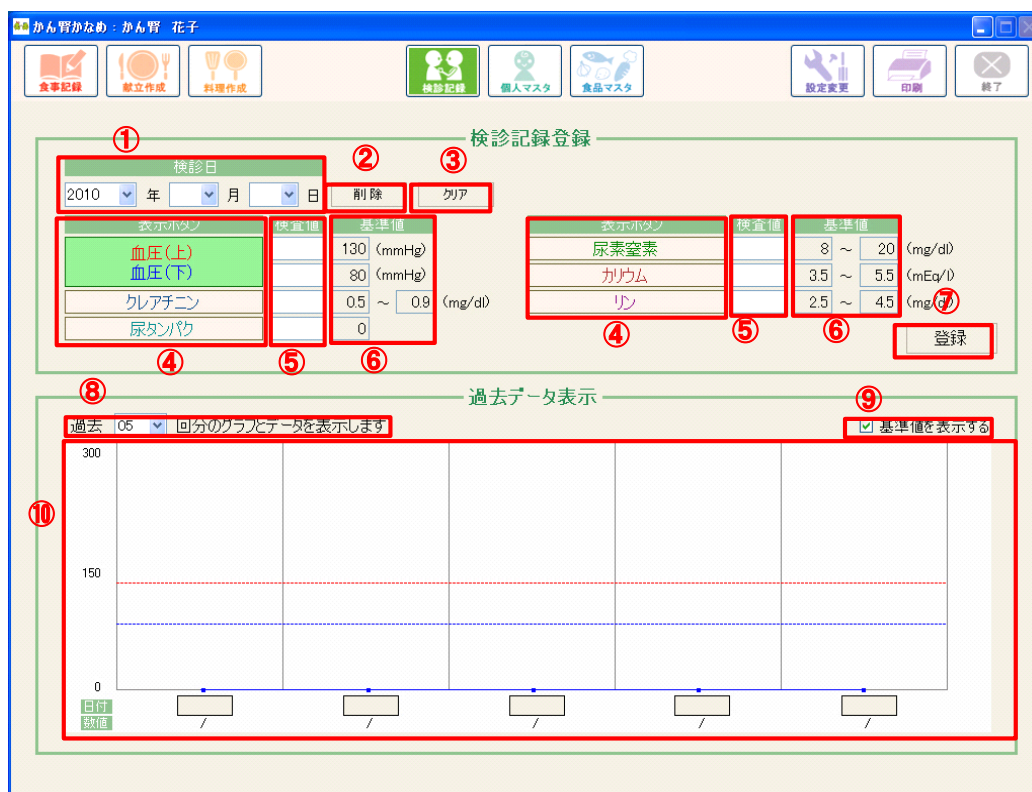 かん腎かなめ：かん腎 花子
食事記録 献立作成 料理作成 検診記録 個人マスタ 食品マスタ 設定変更 印刷 終了
検診記録登録
① ② ③
検診日
2010 年 月 日 削除 クリア
表示ボタン 検査値 基準値 表示ボタン 検査値 基準値
血圧(上) 130 (mmHg) 尿素窒素 8 ～ 20 (mg/dl)
血圧(下) 80 (mmHg) カリウム 3.5 ～ 5.5 (mEq/l)
クレアチニン 0.5 ～ 0.9 (mg/dl) リン 2.5 ～ 4.5 (mg/dl) ⑦
尿タンパク 0 登録
④ ⑤ ⑥ ④ ⑤ ⑥
過去データ表示
⑧ ⑨
過去 05 回分のグラフとデータを表示します 基準値を表示する
⑩
300
150
0
日付
数値 / / / / /